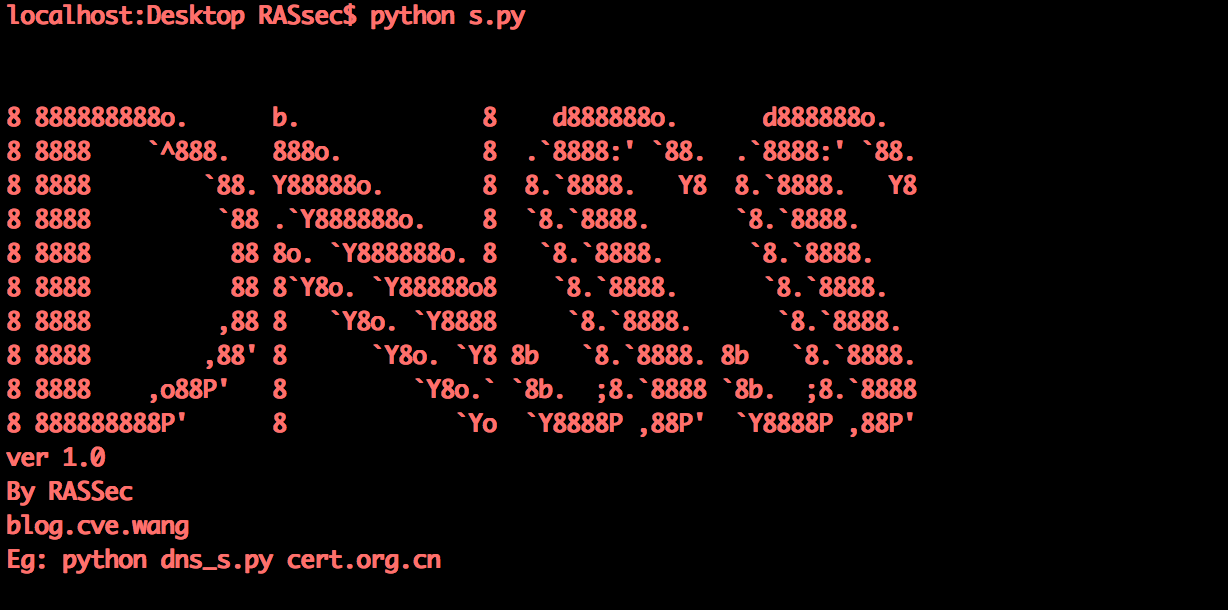 localhost:Desktop RASsec$ python s.py
8 888888888o.      b.             8    d888888o.      d888888o.
8 8888    `^888.   888o.          8  .`8888:' `88.  .`8888:' `88.
8 8888        `88. Y88888o.       8  8.`8888.   Y8  8.`8888.   Y8
8 8888         `88 .`Y888888o.    8  `8.`8888.      `8.`8888.
8 8888          88 8o. `Y888888o. 8   `8.`8888.      `8.`8888.
8 8888          88 8`Y8o. `Y88888o8    `8.`8888.      `8.`8888.
8 8888         ,88 8   `Y8o. `Y8888     `8.`8888.      `8.`8888.
8 8888        ,88' 8      `Y8o. `Y8 8b   `8.`8888. 8b   `8.`8888.
8 8888    ,o88P'   8         `Y8o.` `8b.  ;8.`8888 `8b.  ;8.`8888
8 888888888P'      8            `Yo  `Y8888P ,88P'  `Y8888P ,88P'
ver 1.0
By RASSec
blog.cve.wang
Eg: python dns_s.py cert.org.cn